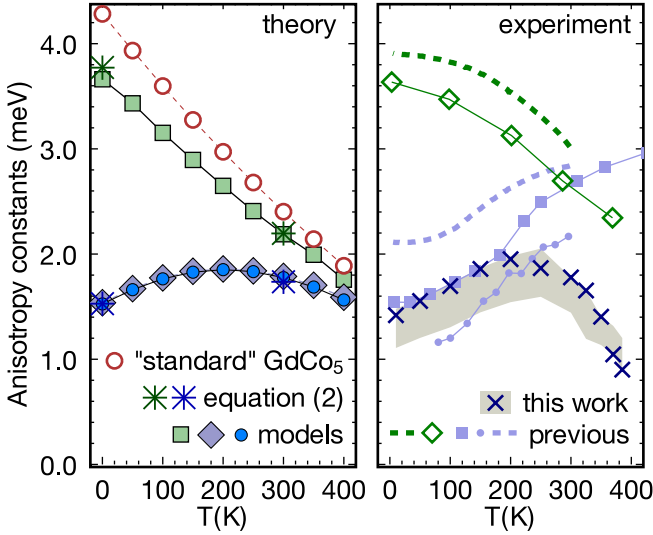 theory
experiment
Anisotropy constants (meV)
4.0
3.0
2.0
1.0
0.0
"standard" GdCo₅
equation (2)
models
this work
previous
0 100 200 300 400
0 100 200 300 400
T(K)
T(K)